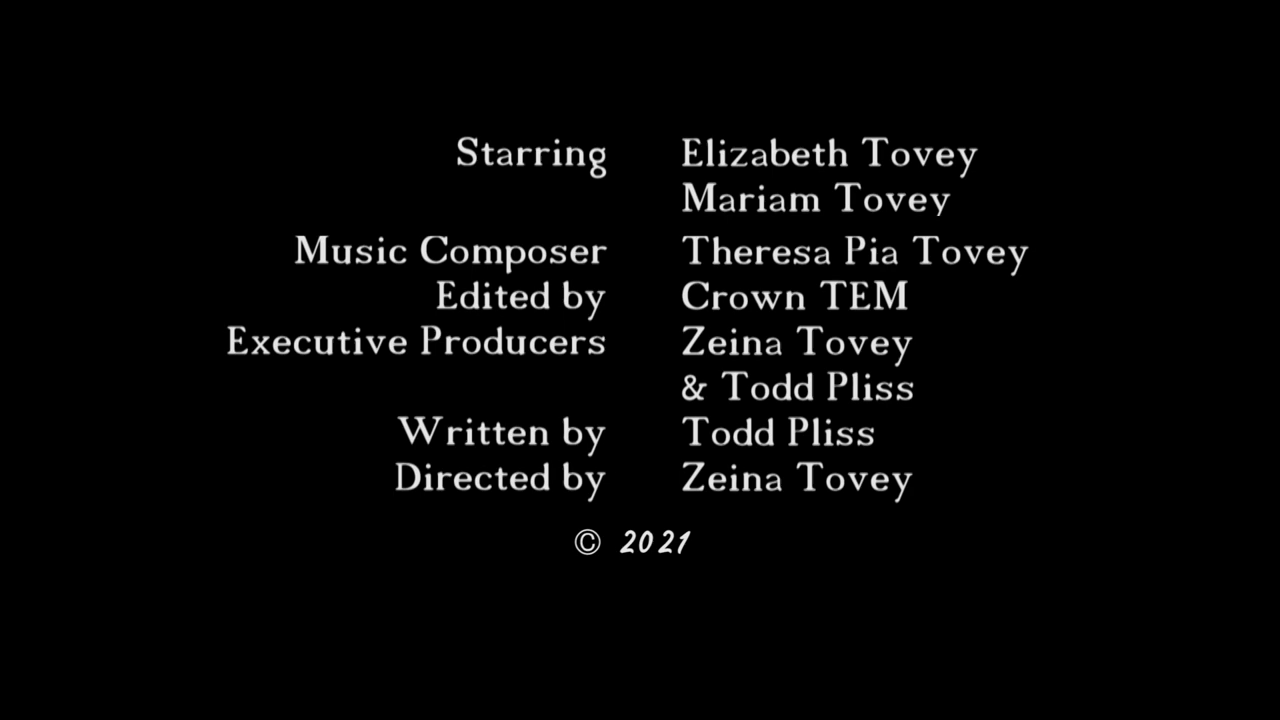 Starring Elizabeth Tovey
Mariam Tovey
Music Composer Theresa Pia Tovey
Edited by Crown TEM
Executive Producers Zeina Tovey
& Todd Pliss
Written by Todd Pliss
Directed by Zeina Tovey
© 2021